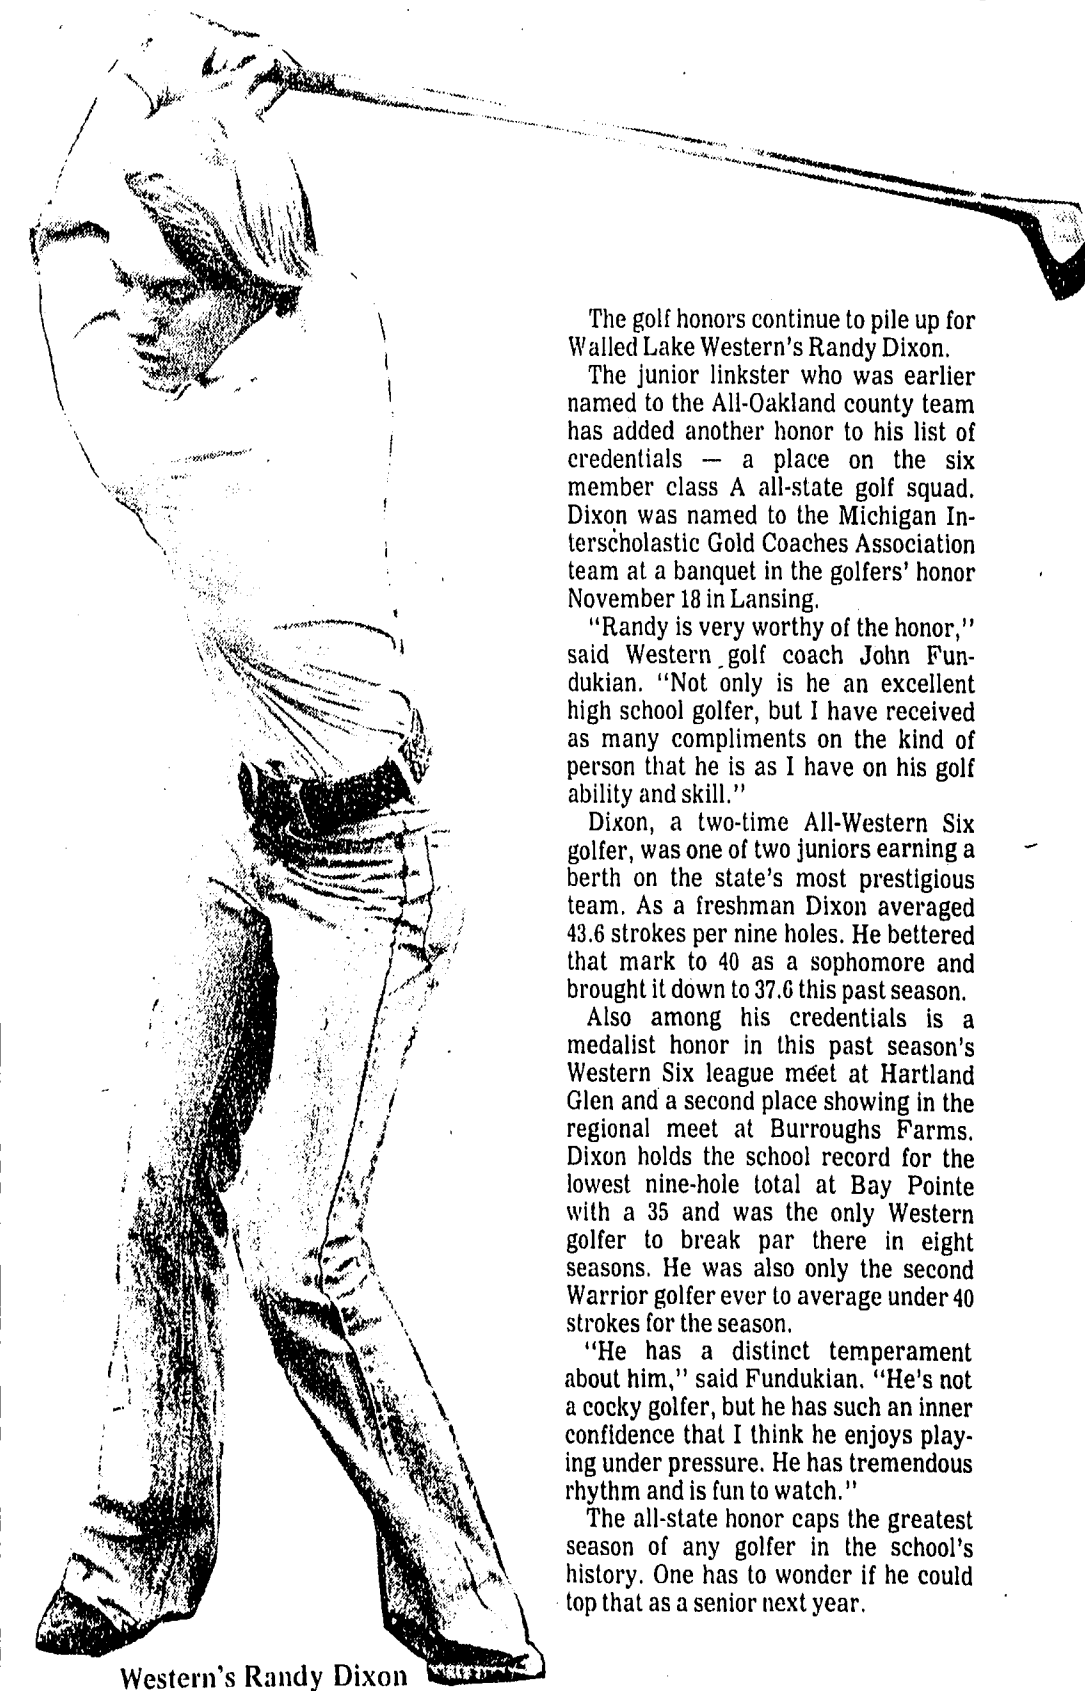 The golf honors continue to pile up for
Walled Lake Western's Randy Dixon.
The junior linkster who was earlier
named to the All-Oakland county team
has added another honor to his list of
credentials — a place on the six
member class A all-state golf squad.
Dixon was named to the Michigan In-
terscholastic Gold Coaches Association
team at a banquet in the golfers' honor
November 18 in Lansing.
"Randy is very worthy of the honor,"
said Western golf coach John Fun-
dukian. "Not only is he an excellent
high school golfer, but I have received
as many compliments on the kind of
person that he is as I have on his golf
ability and skill."
Dixon, a two-time All-Western Six
golfer, was one of two juniors earning a
berth on the state's most prestigious
team. As a freshman Dixon averaged
43.6 strokes per nine holes. He bettered
that mark to 40 as a sophomore and
brought it down to 37.6 this past season.
Also among his credentials is a
medalist honor in this past season's
Western Six league meet at Hartland
Glen and a second place showing in the
regional meet at Burroughs Farms.
Dixon holds the school record for the
lowest nine-hole total at Bay Pointe
with a 35 and was the only Western
golfer to break par there in eight
seasons. He was also only the second
Warrior golfer ever to average under 40
strokes for the season.
"He has a distinct temperament
about him," said Fundukian. "He's not
a cocky golfer, but he has such an inner
confidence that I think he enjoys play-
ing under pressure. He has tremendous
rhythm and is fun to watch."
The all-state honor caps the greatest
season of any golfer in the school's
history. One has to wonder if he could
top that as a senior next year.
Western's Randy Dixon